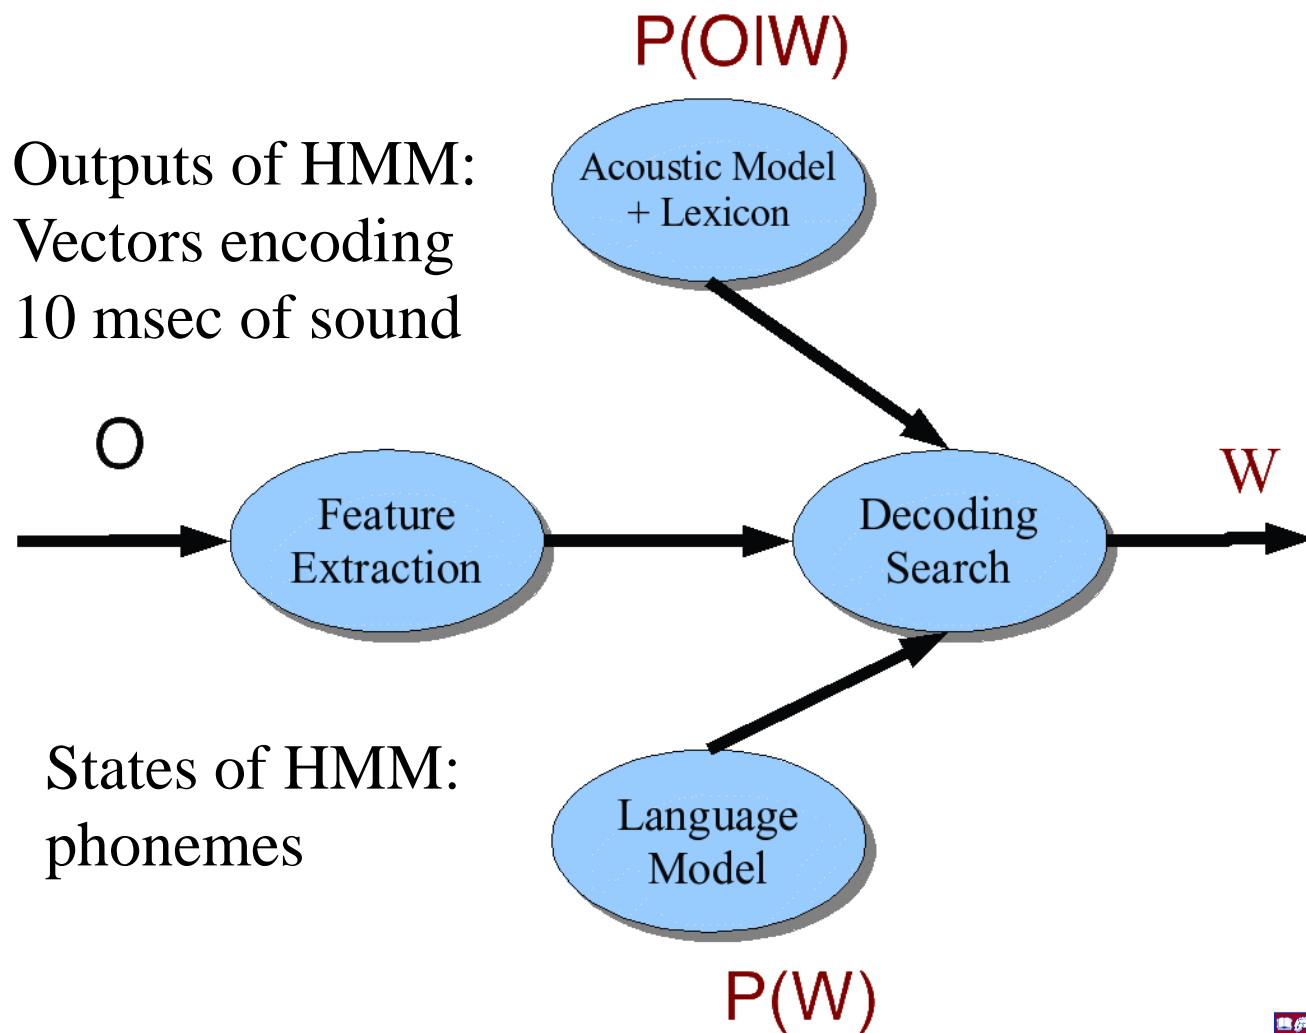 P(O|W)
Acoustic Model
+ Lexicon
Outputs of HMM:
Vectors encoding
10 msec of sound
O
Feature
Extraction
Decoding
Search
W
States of HMM:
phonemes
Language
Model
P(W)